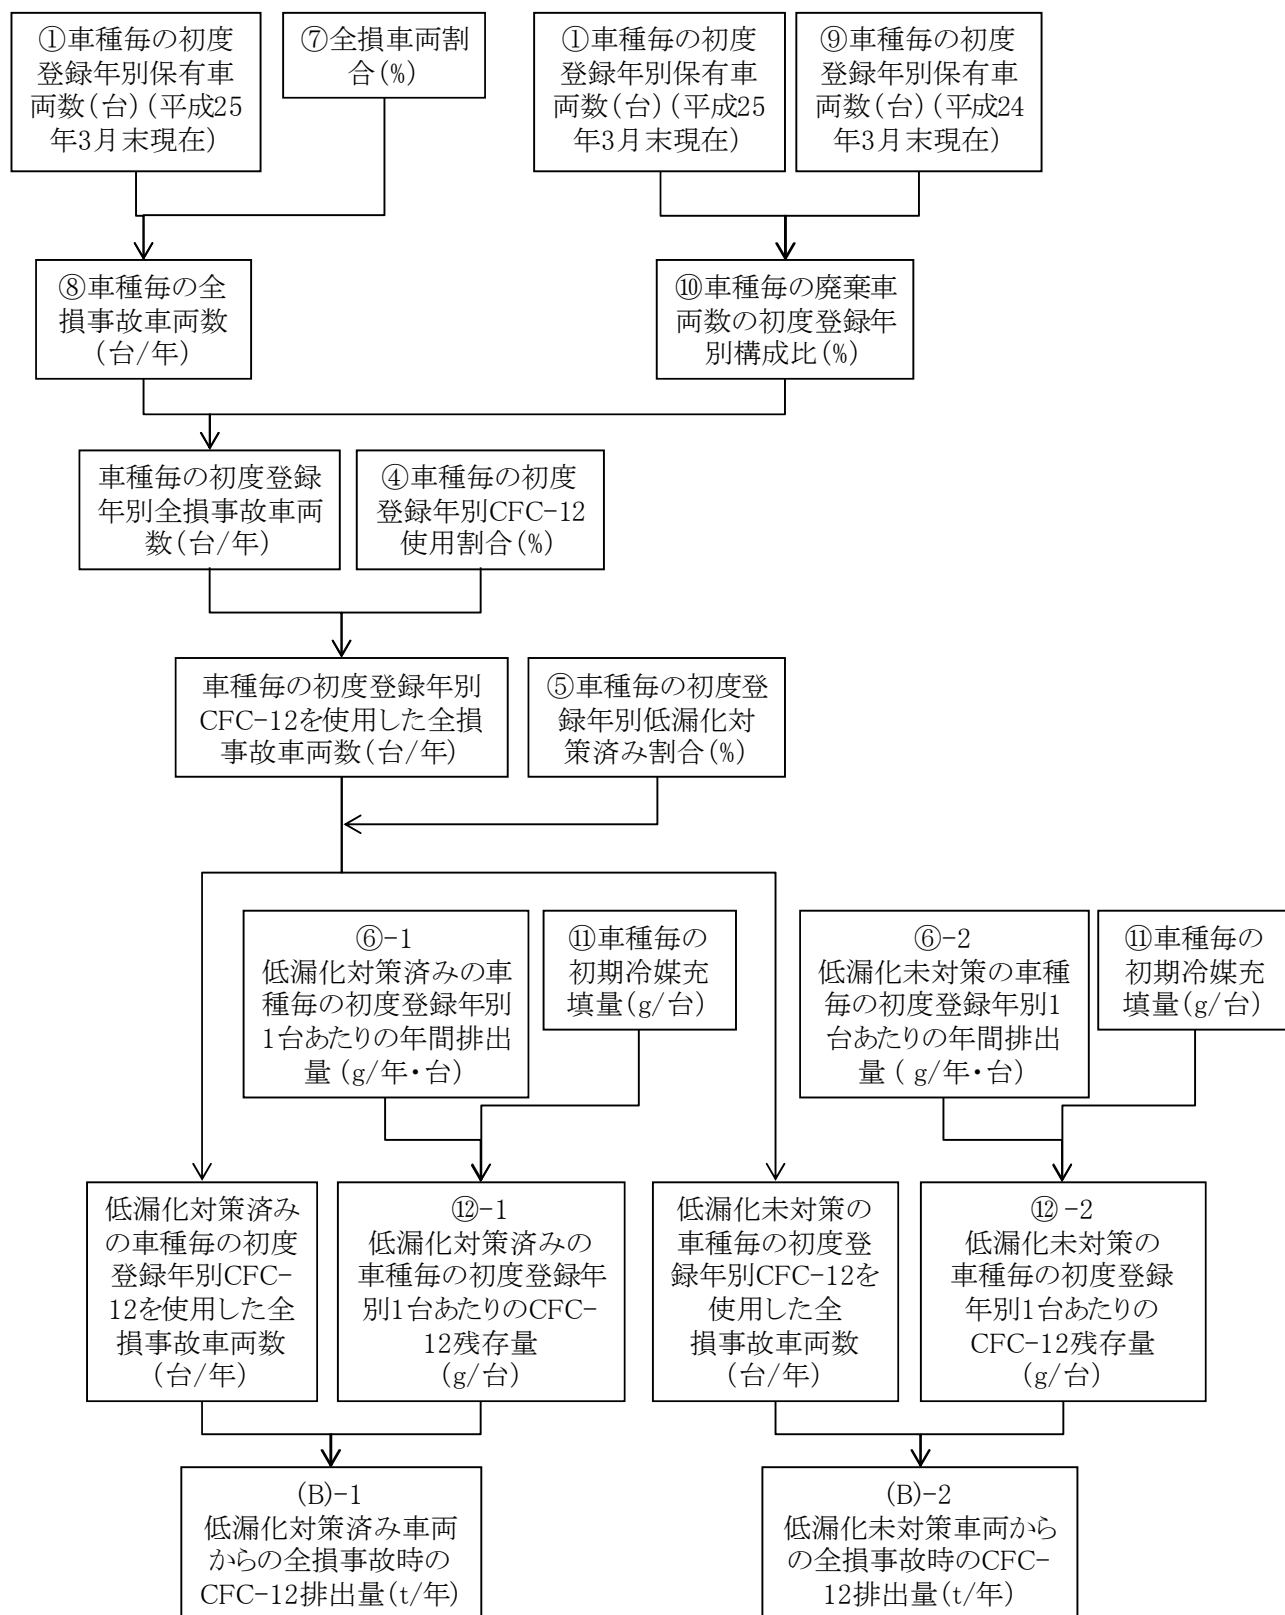 ①車種毎の初度
登録年別保有車
両数(台)(平成25
年3月末現在)
⑦全損車両割
合(%)
①車種毎の初度
登録年別保有車
両数(台)(平成25
年3月末現在)
⑨車種毎の初度
登録年別保有車
両数(台)(平成24
年3月末現在)
⑧車種毎の全
損事故車両数
(台/年)
⑩車種毎の廃棄車
両数の初度登録年
別構成比(%)
車種毎の初度登録
年別全損事故車両
数(台/年)
④車種毎の初度
登録年別CFC-12
使用割合(%)
車種毎の初度登録年別
CFC-12を使用した全損
事故車両数(台/年)
⑤車種毎の初度登
録年別低漏化対
策済み割合(%)
⑥-1
低漏化対策済みの車
種毎の初度登録年別
1台あたりの年間排出
量(g/年・台)
⑪車種毎の
初期冷媒充
填量(g/台)
⑥-2
低漏化未対策の車種
毎の初度登録年別1
台あたりの年間排出
量( g/年・台)
⑪車種毎の
初期冷媒充
填量(g/台)
低漏化対策済み
の車種毎の初度
登録年別CFC-
12を使用した全
損事故車両数
(台/年)
⑫-1
低漏化対策済みの
車種毎の初度登録年
別1台あたりのCFC-
12残存量
(g/台)
低漏化未対策の
車種毎の初度登
録年別CFC-12を
使用した全
損事故車両数
(台/年)
⑫-2
低漏化未対策の
車種毎の初度登録
年別1台あたりの
CFC-12残存量
(g/台)
(B)-1
低漏化対策済み車両
からの全損事故時の
CFC-12排出量(t/年)
(B)-2
低漏化未対策車両から
の全損事故時のCFC-
12排出量(t/年)